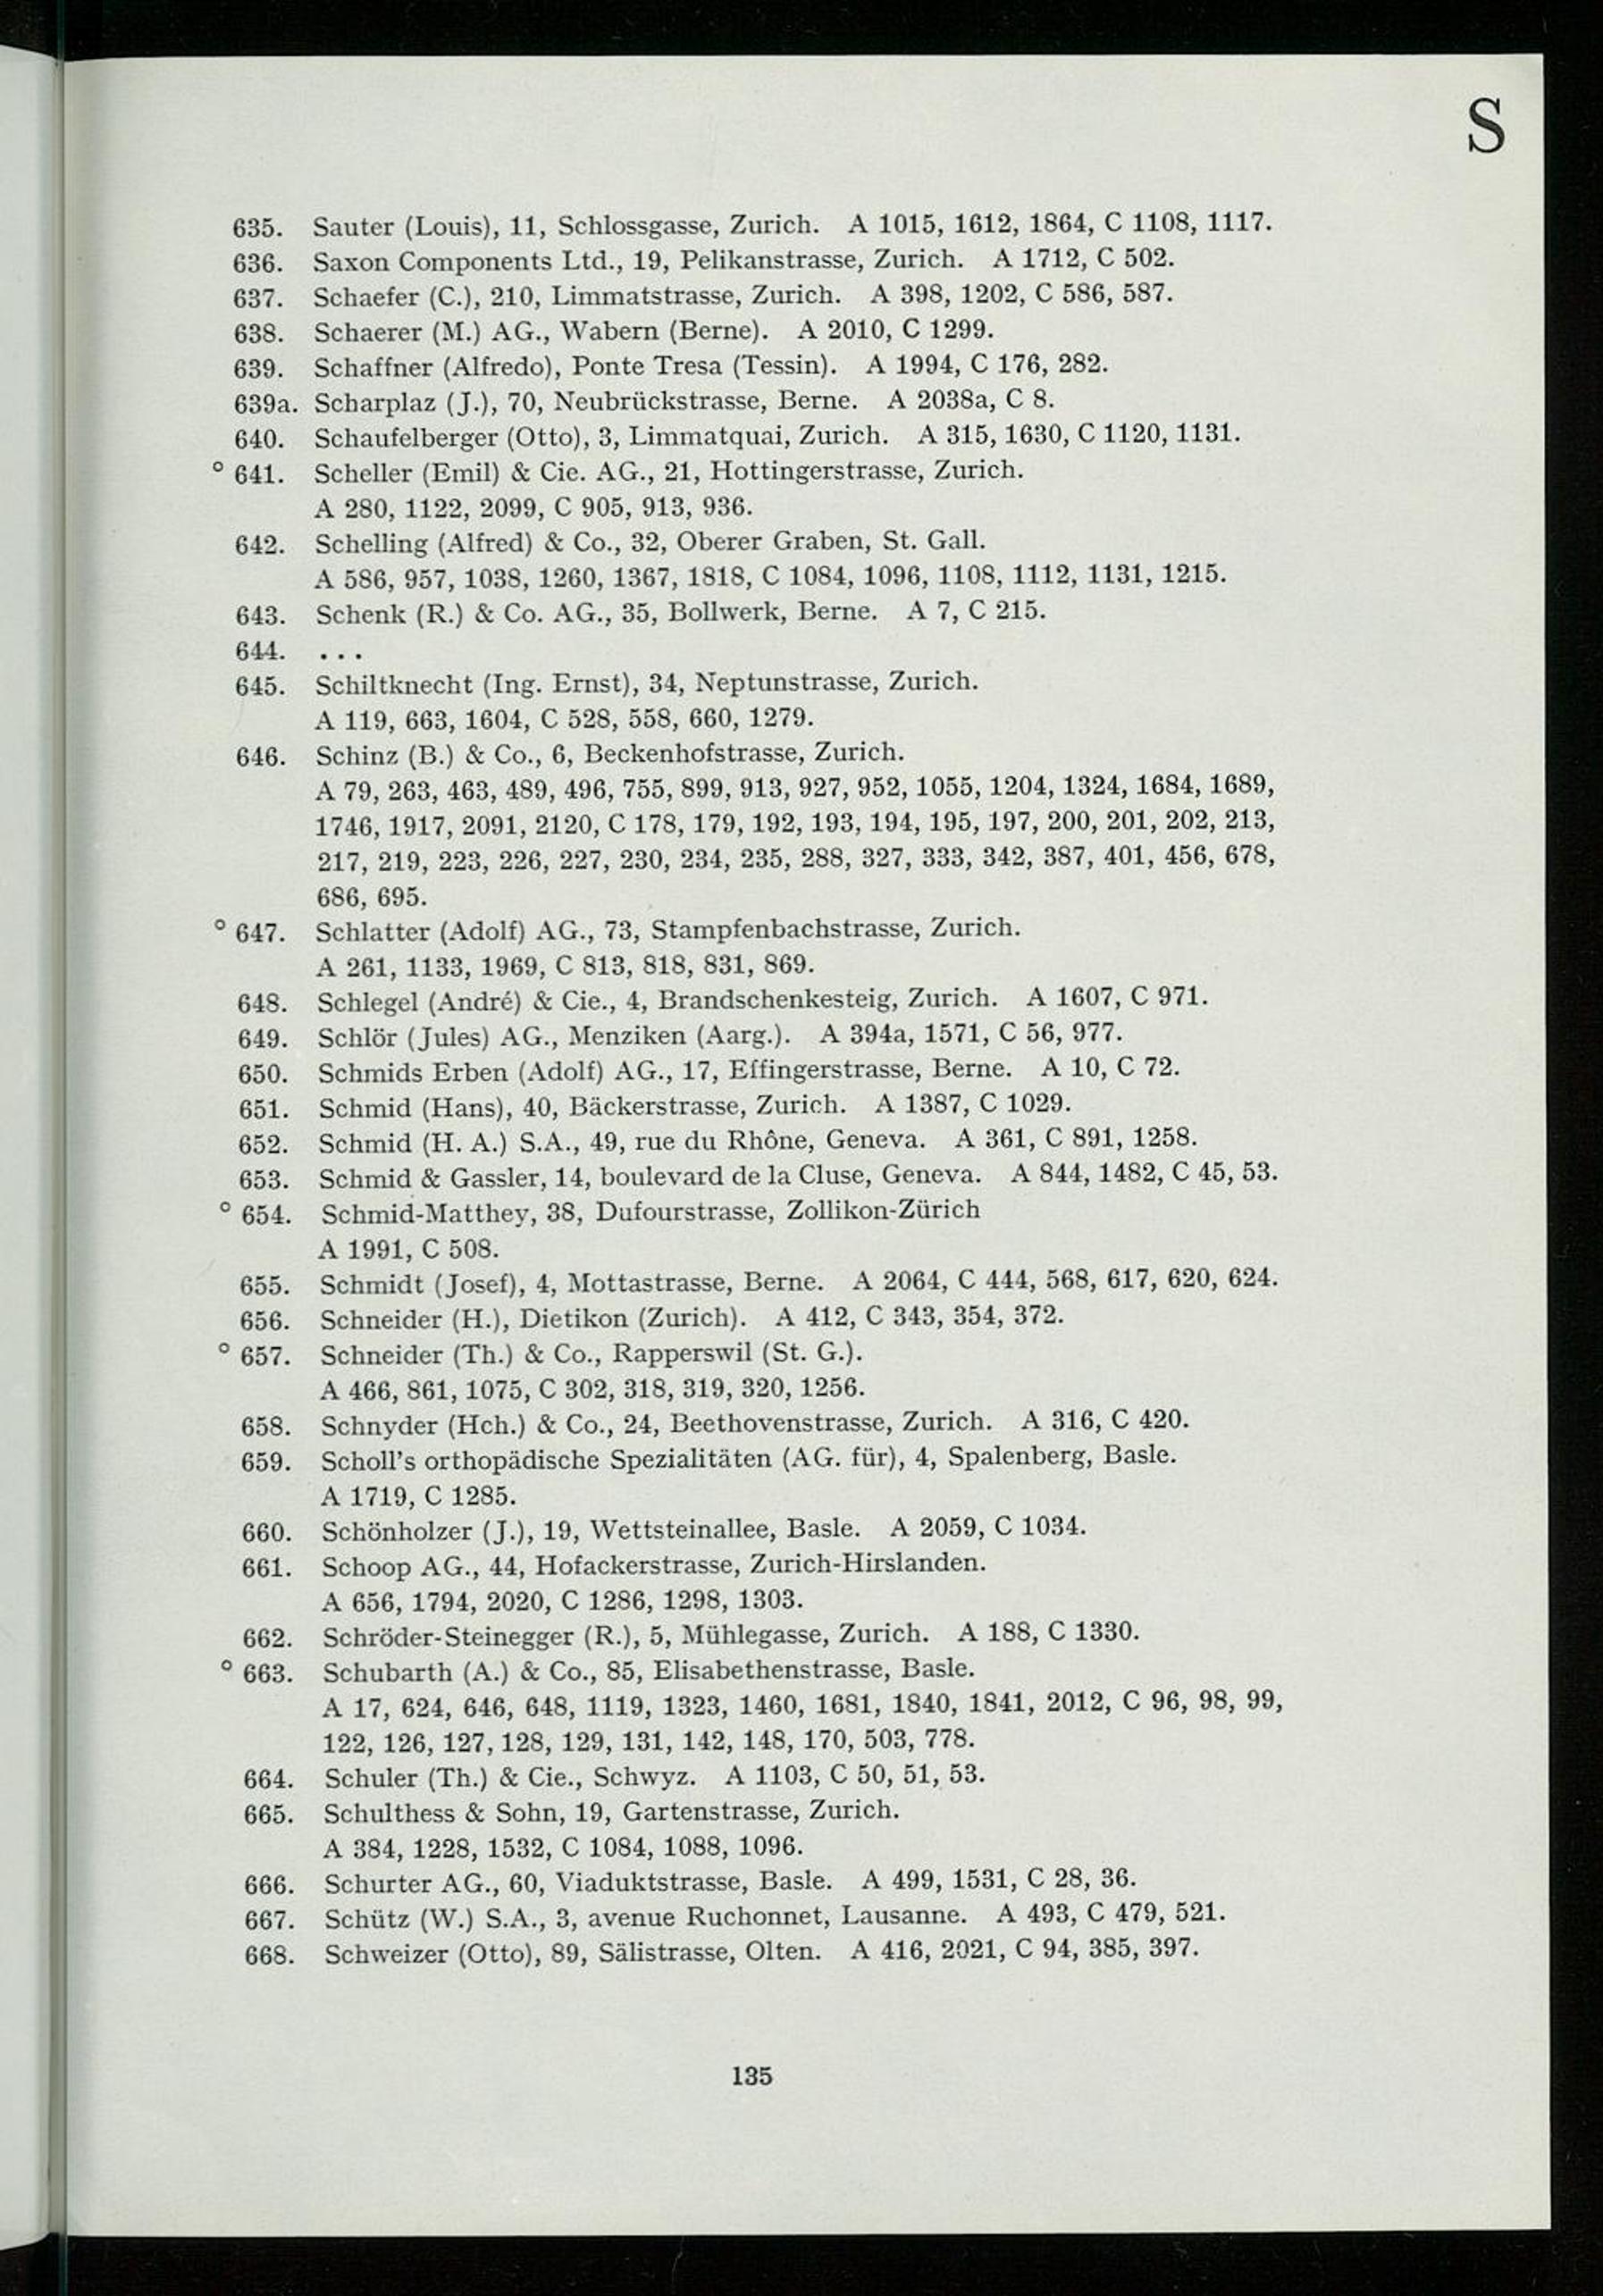 S
635. Sauter (Louis), 11, Schlossgasse, Zurich. A 1015, 1612, 1864, C 1108, 1117.
636. Saxon Components Ltd., 19, Pelikanstrasse, Zurich. A 1712, C 502.
637. Schaefer (C.), 210, Limmatstrasse, Zurich. A 398, 1202, C 586, 587.
638. Schaerer (M.) AG., Wabern (Berne). A 2010, C 1299.
639. Schaffner (Alfredo), Ponte Tresa (Tessin). A 1994, C 176, 282.
639a. Scharplaz (J.), 70, Neubrückstrasse, Berne. A 2038a, C 8.
640. Schaufelberger (Otto), 3, Limmatquai, Zurich. A 315, 1630, C 1120, 1131.
° 641. Scheller (Emil) & Cie. AG., 21, Hottingerstrasse, Zurich.
A 280, 1122, 2099, C 905, 913, 936.
642. Schelling (Alfred) & Co., 32, Oberer Graben, St. Gall.
A 586, 957, 1038, 1260, 1367, 1818, C 1084, 1096, 1108, 1112, 1131, 1215.
643. Schenk (R.) & Co. AG., 35, Bollwerk, Berne. A 7, C 215.
644. ...
645. Schiltknecht (Ing. Ernst), 34, Neptunstrasse, Zurich.
A 119, 663, 1604, C 528, 558, 660, 1279.
646. Schinz (B.) & Co., 6, Beckenhofstrasse, Zurich.
A 79, 263, 463, 489, 496, 755, 899, 913, 927, 952, 1055, 1204, 1324, 1684, 1689,
1746, 1917, 2091, 2120, C 178, 179, 192, 193, 194, 195, 197, 200, 201, 202, 213,
217, 219, 223, 226, 227, 230, 234, 235, 288, 327, 333, 342, 387, 401, 456, 678,
686, 695.
° 647. Schlatter (Adolf) AG., 73, Stampfenbachstrasse, Zurich.
A 261, 1133, 1969, C 813, 818, 831, 869.
648. Schlegel (André) & Cie., 4, Brandschenkesteig, Zurich. A 1607, C 971.
649. Schlör (Jules) AG., Menziken (Aarg.). A 394a, 1571, C 56, 977.
650. Schmids Erben (Adolf) AG., 17, Effingerstrasse, Berne. A 10, C 72.
651. Schmid (Hans), 40, Bäckerstrasse, Zurich. A 1387, C 1029.
652. Schmid (H. A.) S.A., 49, rue du Rhône, Geneva. A 361, C 891, 1258.
653. Schmid & Gassler, 14, boulevard de la Cluse, Geneva. A 844, 1482, C 45, 53.
° 654. Schmid-Matthey, 38, Dufourstrasse, Zollikon-Zürich
A 1991, C 508.
655. Schmidt (Josef), 4, Mottastrasse, Berne. A 2064, C 444, 568, 617, 620, 624.
656. Schneider (H.), Dietikon (Zurich). A 412, C 343, 354, 372.
° 657. Schneider (Th.) & Co., Rapperswil (St. G.).
A 466, 861, 1075, C 302, 318, 319, 320, 1256.
658. Schnyder (Hch.) & Co., 24, Beethovenstrasse, Zurich. A 316, C 420.
659. Scholl's orthopädische Spezialitäten (AG. für), 4, Spalenberg, Basle.
A 1719, C 1285.
660. Schönholzer (J.), 19, Wettsteinallee, Basle. A 2059, C 1034.
661. Schoop AG., 44, Hofackerstrasse, Zurich-Hirslanden.
A 656, 1794, 2020, C 1286, 1298, 1303.
662. Schröder-Steinegger (R.), 5, Mühlegasse, Zurich. A 188, C 1330.
° 663. Schubarth (A.) & Co., 85, Elisabethenstrasse, Basle.
A 17, 624, 646, 648, 1119, 1323, 1460, 1681, 1840, 1841, 2012, C 96, 98, 99,
122, 126, 127, 128, 129, 131, 142, 148, 170, 503, 778.
664. Schuler (Th.) & Cie., Schwyz. A 1103, C 50, 51, 53.
665. Schulthess & Sohn, 19, Gartenstrasse, Zurich.
A 384, 1228, 1532, C 1084, 1088, 1096.
666. Schurter AG., 60, Viaduktstrasse, Basle. A 499, 1531, C 28, 36.
667. Schütz (W.) S.A., 3, avenue Ruchonnet, Lausanne. A 493, C 479, 521.
668. Schweizer (Otto), 89, Sälistrasse, Olten. A 416, 2021, C 94, 385, 397.
135